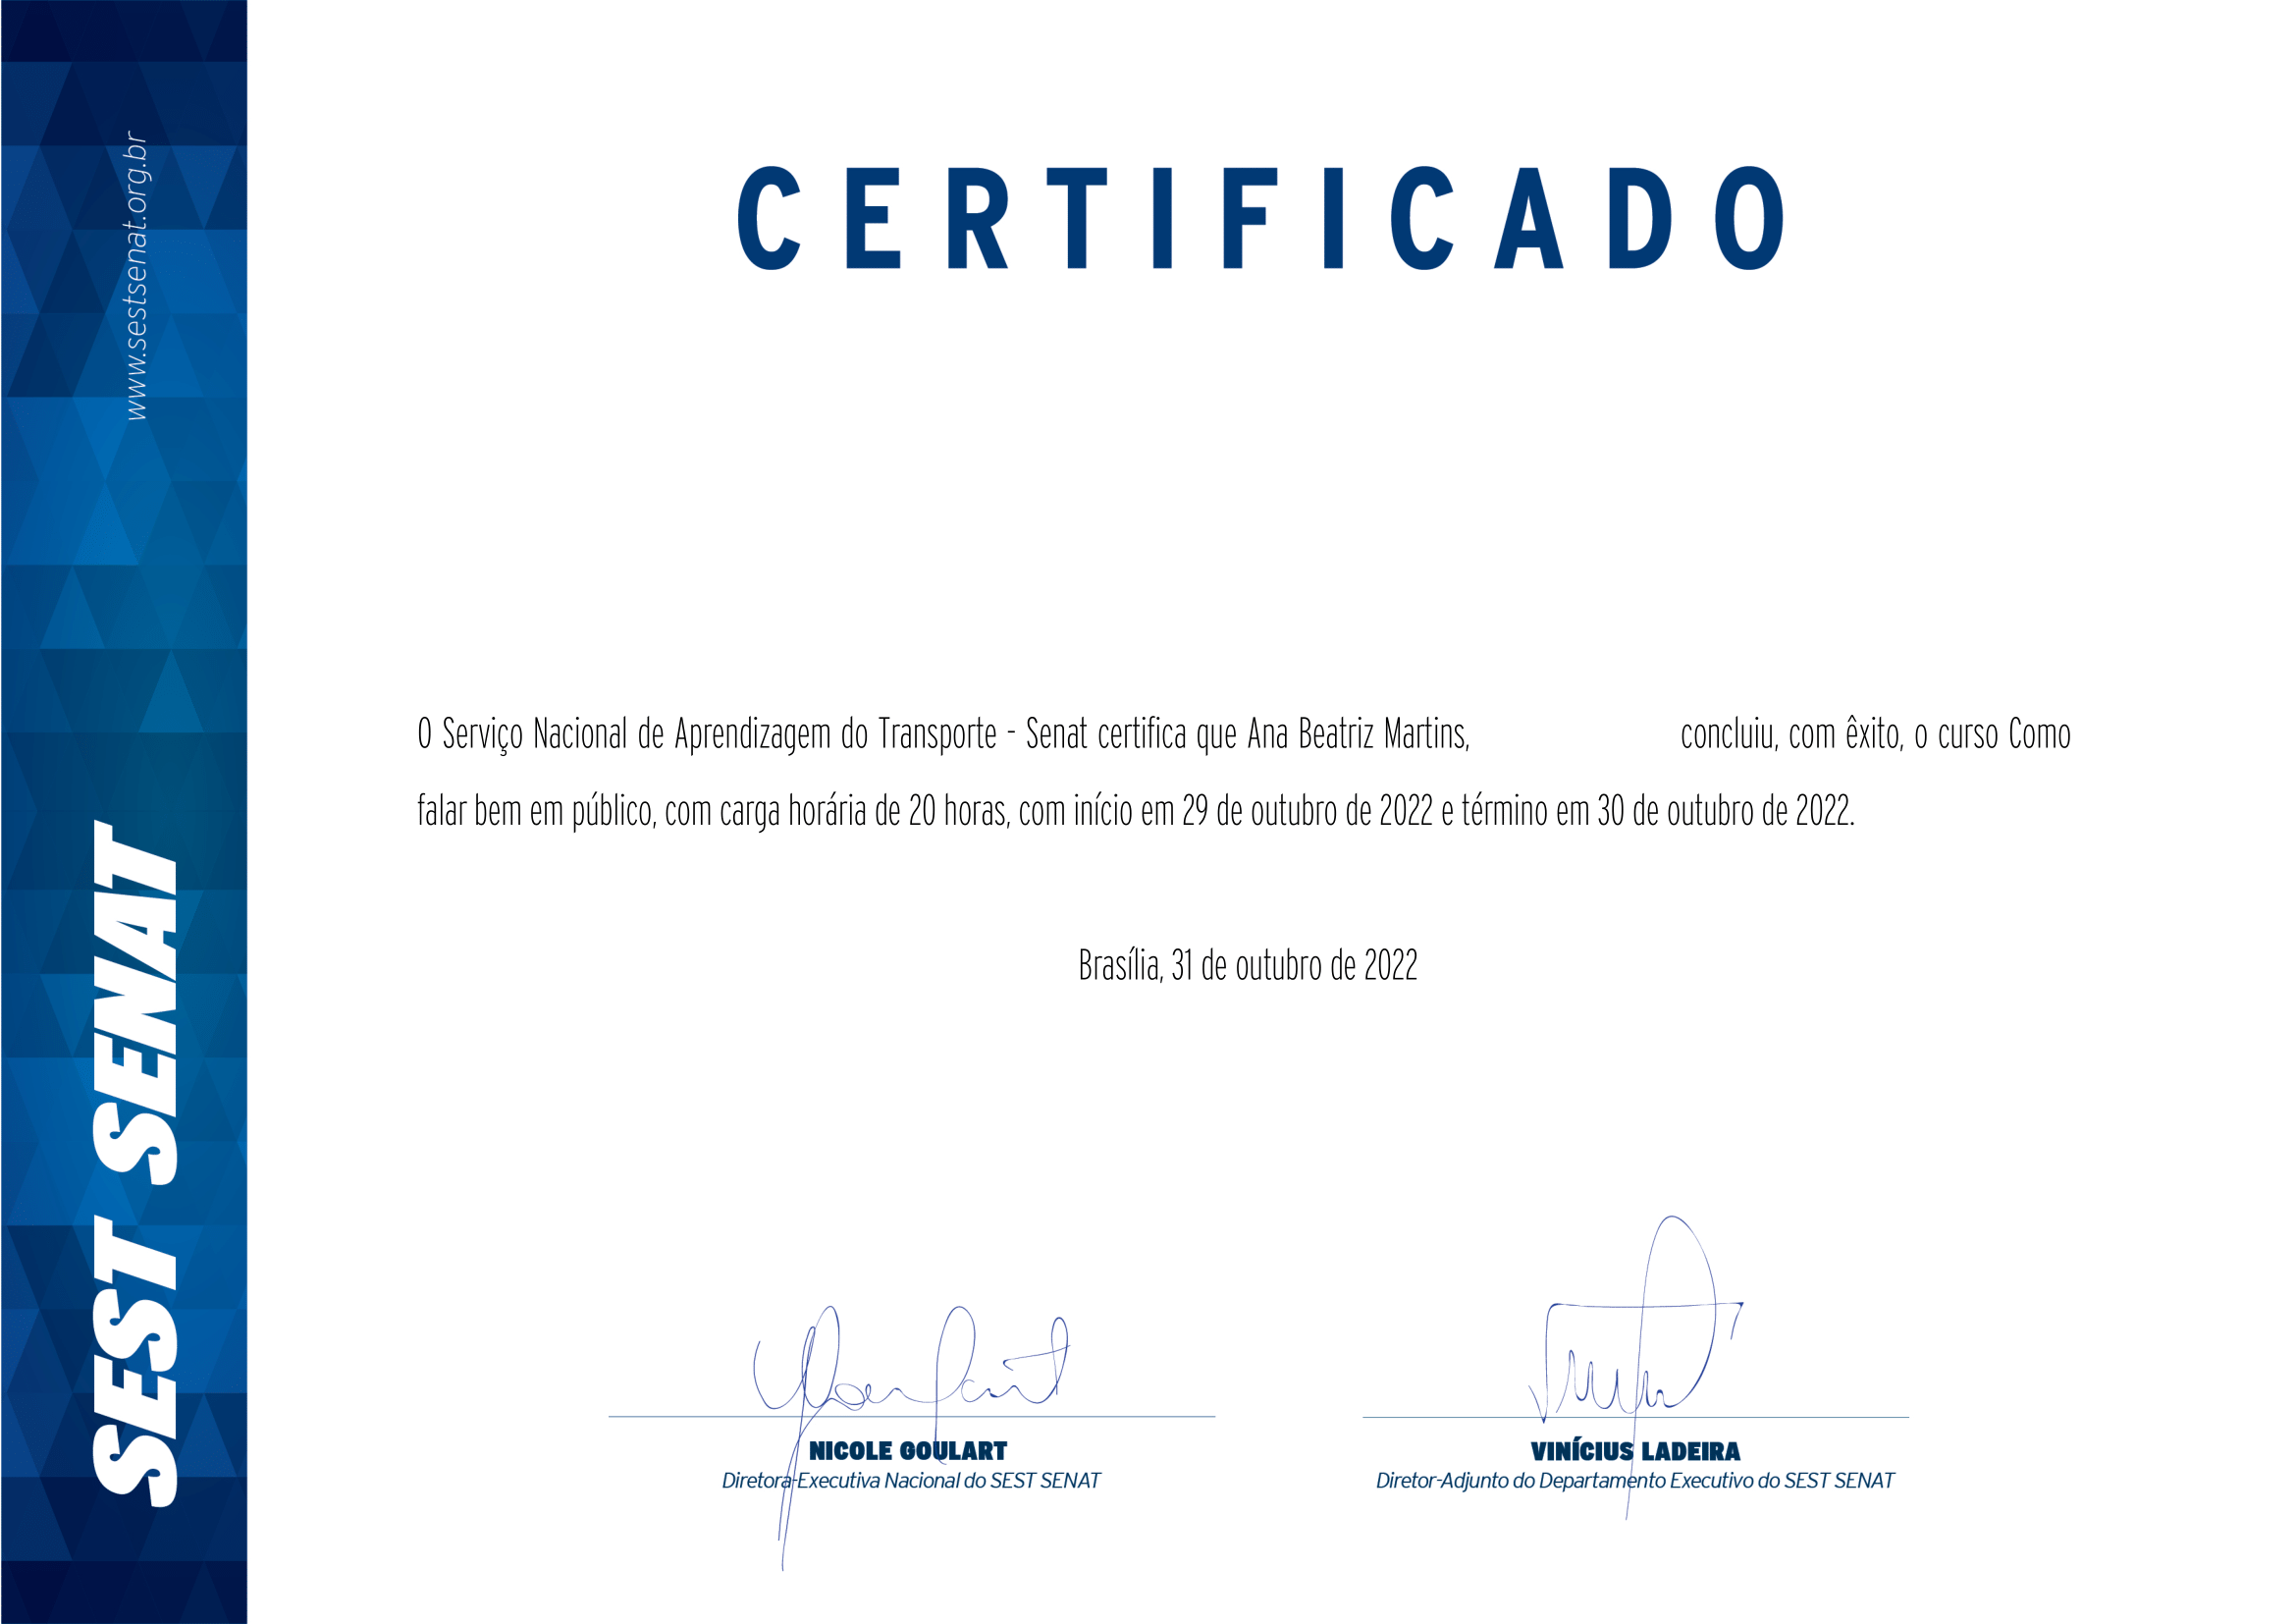 www.sestsenat.org.br
SEST SENAT
CERTIFICADO
O Serviço Nacional de Aprendizagem do Transporte - Senat certifica que Ana Beatriz Martins, concluiu, com êxito, o curso Como
falar bem em público, com carga horária de 20 horas, com início em 29 de outubro de 2022 e término em 30 de outubro de 2022.
Brasília, 31 de outubro de 2022
NICOLE GOULART
Diretora-Executiva Nacional do SEST SENAT
VINÍCIUS LADEIRA
Diretor-Adjunto do Departamento Executivo do SEST SENAT